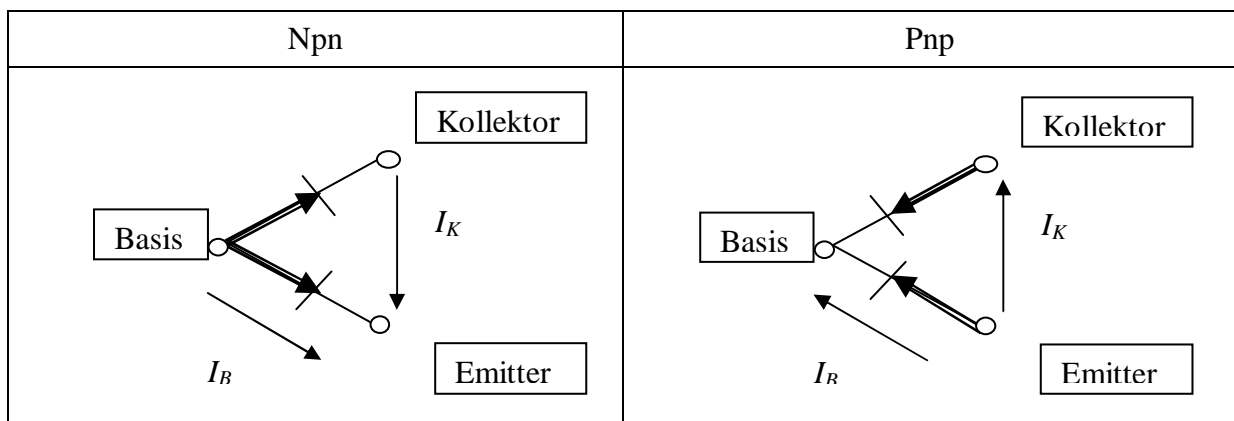 Npn
Pnp
Kollektor
Basis
I_K
I_B
Emitter
Kollektor
Basis
I_K
I_B
Emitter